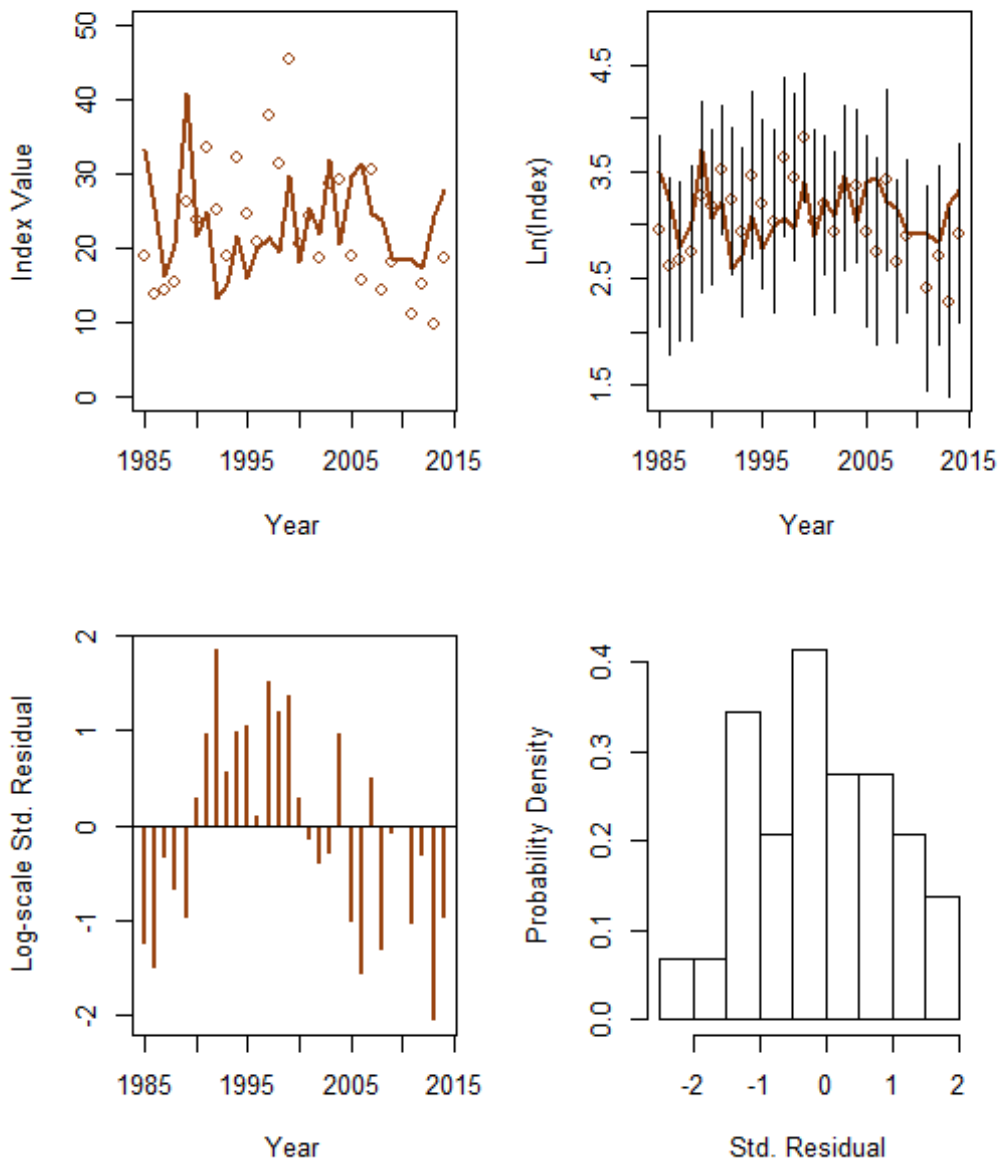 Index Value
50
40
30
20
10
0
1985 1995 2005 2015
Year
Ln(Index)
4.5
3.5
2.5
1.5
1985 1995 2005 2015
Year
Log-scale Std. Residual
2
1
0
-1
-2
1985 1995 2005 2015
Year
Probability Density
0.4
0.3
0.2
0.1
0.0
-2 -1 0 1 2
Std. Residual